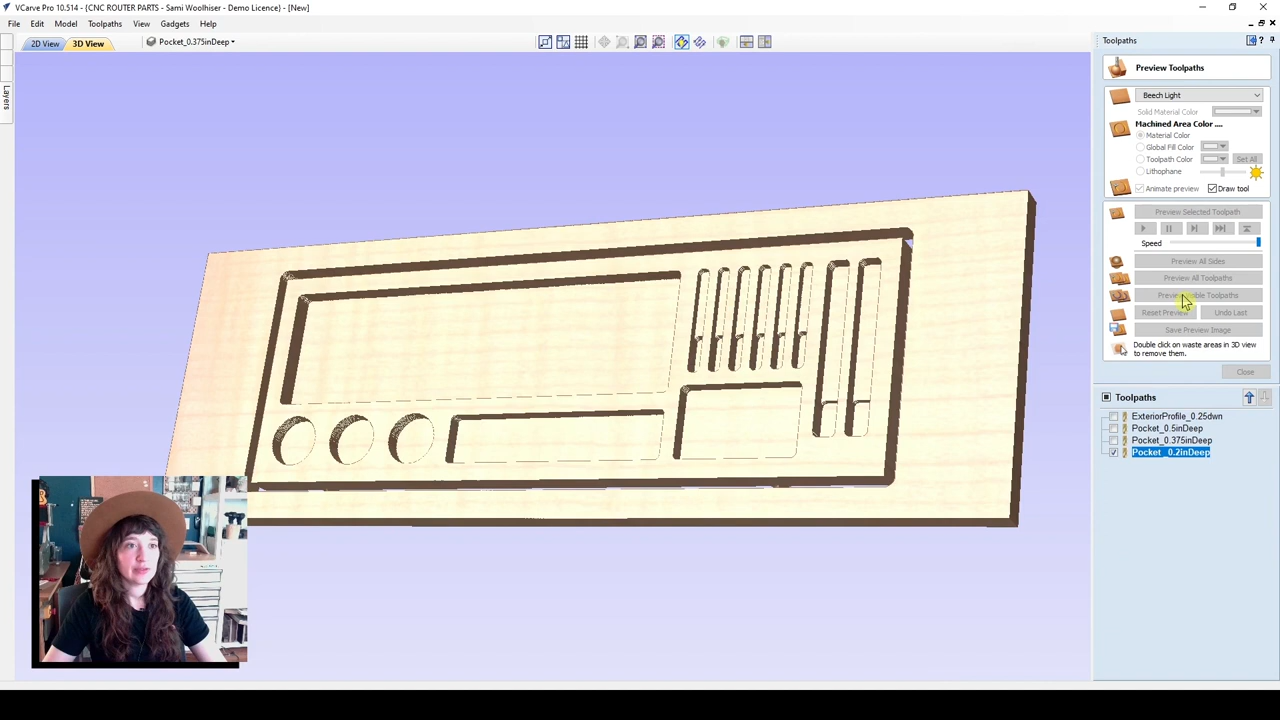 VCarve Pro 10.514 - {CNC ROUTER PARTS - Sami Woolhiser - Demo Licence} - [New]
File Edit Model Toolpaths View Gadgets Help
2D View 3D View Pocket_0.375inDeep
Layers
Toolpaths
Preview Toolpaths
Beech Light
Solid Material Color
Machined Area Color ....
Material Color
Global Fill Color
Toolpath Color Set All
Lithophane
Animate preview Draw tool
Preview Selected Toolpath
Speed
Preview All Sides
Preview All Toolpaths
Preview Visible Toolpaths
Reset Preview Undo Last
Save Preview Image
Double click on waste areas in 3D view
to remove them.
Close
Toolpaths
ExteriorProfile_0.25dwn
Pocket_0.5inDeep
Pocket_0.375inDeep
Pocket_0.2inDeep